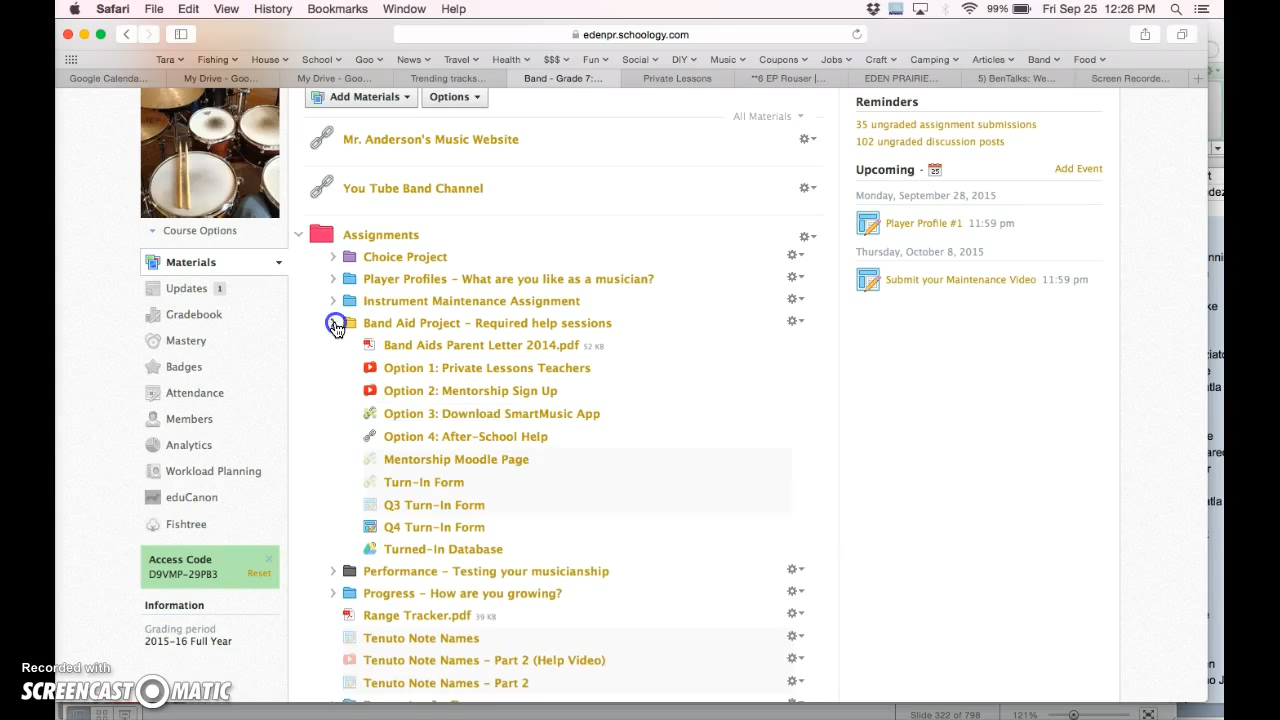 Safari File Edit View History Bookmarks Window Help 99% Fri Sep 25 12:26 PM
edenpr.schoology.com
Tara Fishing House School Goo News Travel Health $$$ Fun Social DIY Music Coupons Jobs Craft Camping Articles Band Food
Google Calenda... My Drive - Goo... My Drive - Goo... Trending tracks... Band - Grade 7:... Private Lessons **6 EP Rouser |... EDEN PRAIRIE... 5) BenTalks: We... Screen Recorde...
Add Materials Options
All Materials
Mr. Anderson's Music Website
You Tube Band Channel
Assignments
Choice Project
Player Profiles - What are you like as a musician?
Instrument Maintenance Assignment
Band Aid Project - Required help sessions
Band Aids Parent Letter 2014.pdf 52 KB
Option 1: Private Lessons Teachers
Option 2: Mentorship Sign Up
Option 3: Download SmartMusic App
Option 4: After-School Help
Mentorship Moodle Page
Turn-In Form
Q3 Turn-In Form
Q4 Turn-In Form
Turned-In Database
Performance - Testing your musicianship
Progress - How are you growing?
Range Tracker.pdf 39 KB
Tenuto Note Names
Tenuto Note Names - Part 2 (Help Video)
Tenuto Note Names - Part 2
Course Options
Materials
Updates 1
Gradebook
Mastery
Badges
Attendance
Members
Analytics
Workload Planning
eduCanon
Fishtree
Access Code
D9VMP-29PB3 Reset
Information
Grading period
2015-16 Full Year
Reminders
35 ungraded assignment submissions
102 ungraded discussion posts
Upcoming · 25 Add Event
Monday, September 28, 2015
Player Profile #1 11:59 pm
Thursday, October 8, 2015
Submit your Maintenance Video 11:59 pm
Recorded with
SCREENCAST O MATIC
Slide 322 of 798 121%